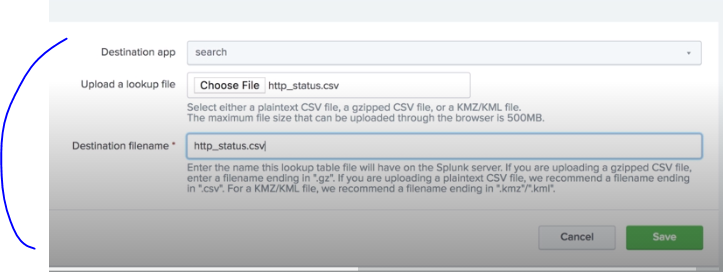 Destination app search
Upload a lookup file Choose File http_status.csv
Select either a plaintext CSV file, a gzipped CSV file, or a KMZ/KML file.
The maximum file size that can be uploaded through the browser is 500MB.
Destination filename * http_status.csv
Enter the name this lookup table file will have on the Splunk server. If you are uploading a gzipped CSV file,
enter a filename ending in ".gz". If you are uploading a plaintext CSV file, we recommend a filename ending
in ".csv". For a KMZ/KML file, we recommend a filename ending in ".kmz"/".kml".
Cancel Save